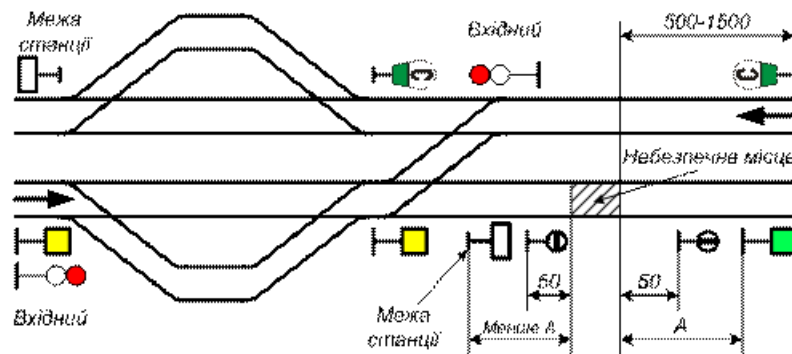 Межа
станції
Вхідний
500-1500
С
С
Небезпечне місце
50
50
Вхідний
Межа
станції
Менше А
А